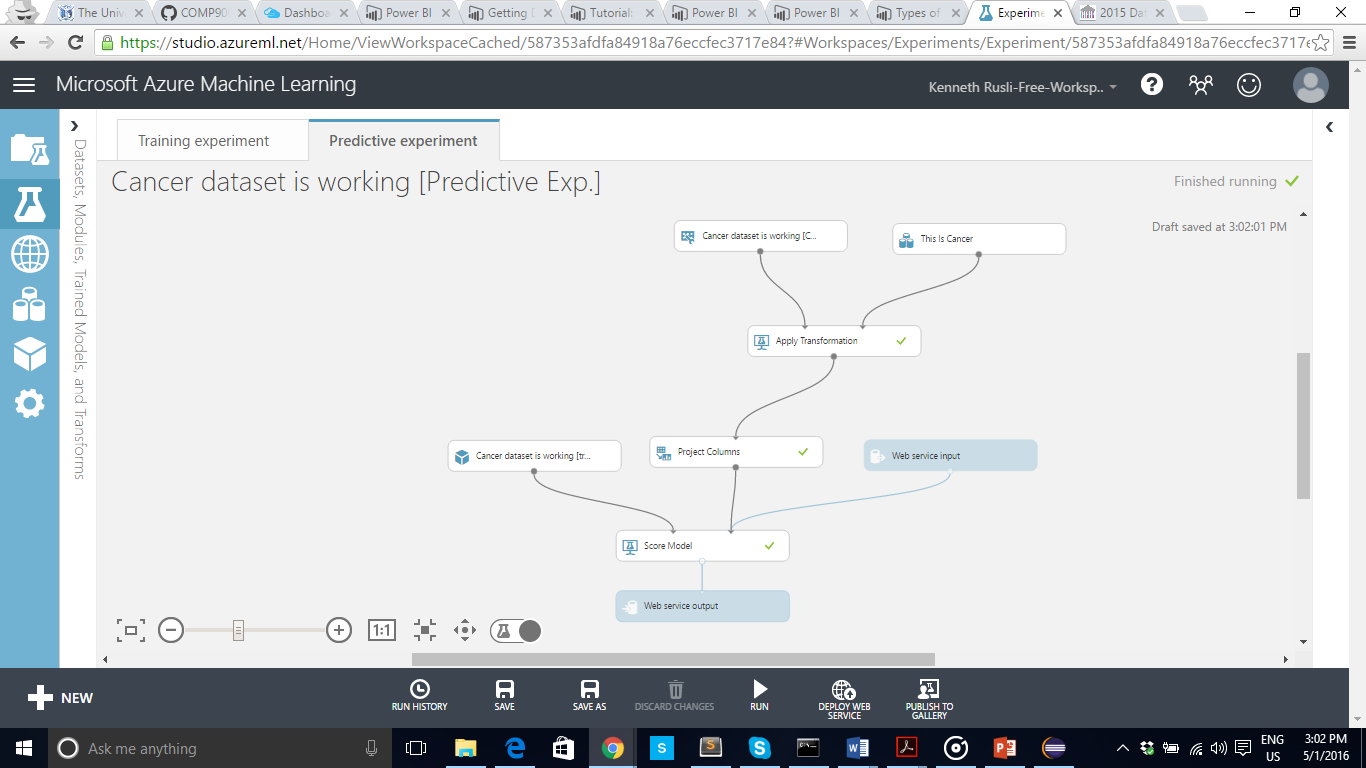 The Unive
COMP90
Dashboa
Power BI
Getting D
Tutorial:
Power BI
Power BI
Types of
Experime
2015 Dat
https://studio.azureml.net/Home/ViewWorkspaceCached/587353afdfa84918a76eccfec3717e84?#Workspaces/Experiments/Experiment/587353afdfa84918a76eccfec3717e
Microsoft Azure Machine Learning
Kenneth Rusli-Free-Worksp..
Training experiment
Predictive experiment
Datasets, Modules, Trained Models, and Transforms
Cancer dataset is working [Predictive Exp.]
Finished running
Draft saved at 3:02:01 PM
Cancer dataset is working [C...
This Is Cancer
Apply Transformation
Cancer dataset is working [tr...
Project Columns
Web service input
Score Model
Web service output
1:1
NEW
RUN HISTORY
SAVE
SAVE AS
DISCARD CHANGES
RUN
DEPLOY WEB
SERVICE
PUBLISH TO
GALLERY
Ask me anything
ENG
US
3:02 PM
5/1/2016